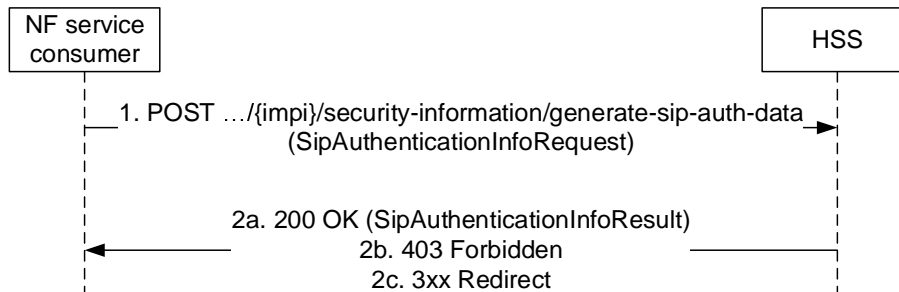 NF service
consumer
HSS
1. POST …/{impi}/security-information/generate-sip-auth-data
(SipAuthenticationInfoRequest)
2a. 200 OK (SipAuthenticationInfoResult)
2b. 403 Forbidden
2c. 3xx Redirect